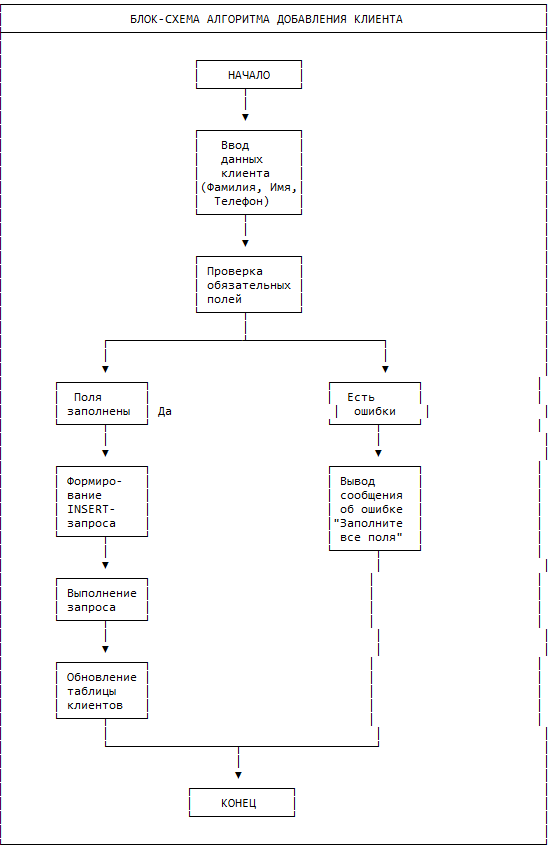 БЛОК-СХЕМА АЛГОРИТМА ДОБАВЛЕНИЯ КЛИЕНТА
НАЧАЛО
Ввод
данных
клиента
(Фамилия, Имя,
Телефон)
Проверка
обязательных
полей
Поля
заполнены
Да
Есть
ошибки
Формиро-
вание
INSERT-
запроса
Вывод
сообщения
об ошибке
"Заполните
все поля"
Выполнение
запроса
Обновление
таблицы
клиентов
КОНЕЦ